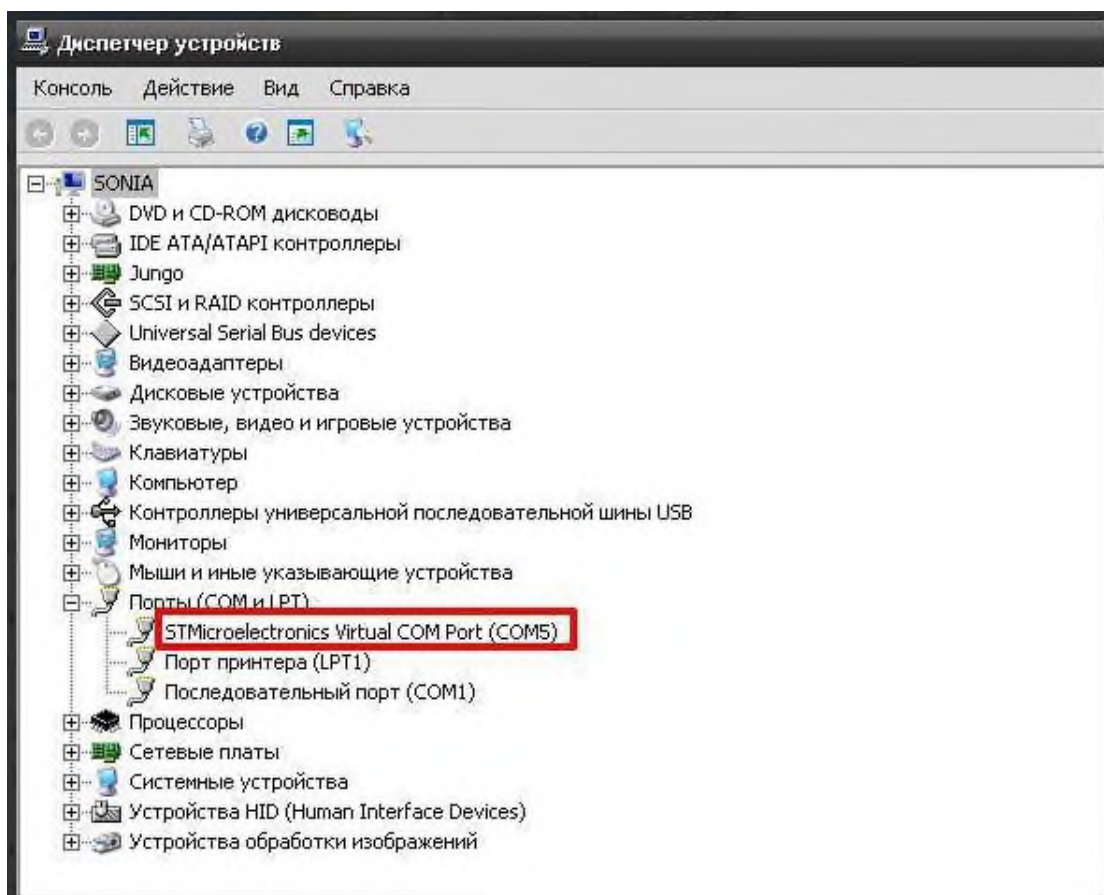 Диспетчер устройств
Консоль Действие Вид Справка
SONIA
DVD и CD-ROM дисководы
IDE ATA/ATAPI контроллеры
Jungo
SCSI и RAID контроллеры
Universal Serial Bus devices
Видеоадаптеры
Дисковые устройства
Звуковые, видео и игровые устройства
Клавиатуры
Компьютер
Контроллеры универсальной последовательной шины USB
Мониторы
Мыши и иные указывающие устройства
Порты (COM и LPT)
STMicroelectronics Virtual COM Port (COM5)
Порт принтера (LPT1)
Последовательный порт (COM1)
Процессоры
Сетевые платы
Системные устройства
Устройства HID (Human Interface Devices)
Устройства обработки изображений